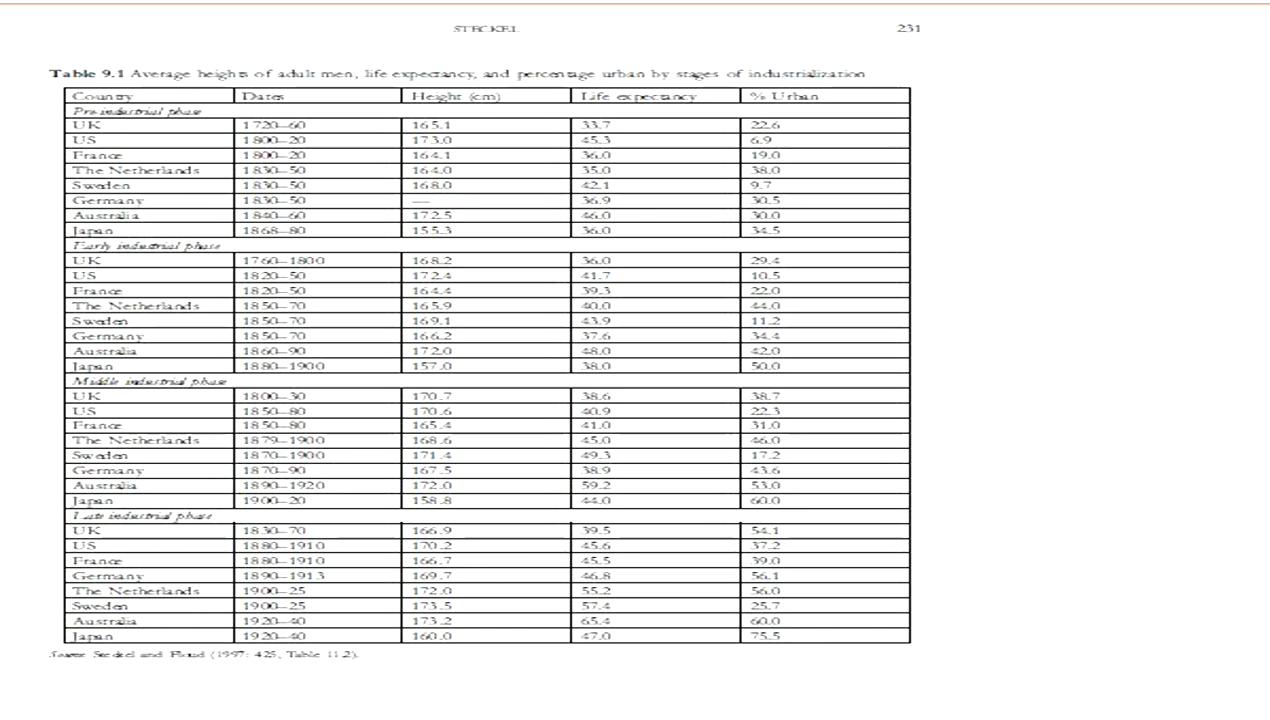 STECKEL 231
Table 9.1 Average heights of adult men, life expectancy, and percentage urban by stages of industrialization
Country Dates Height (cm) Life expectancy % Urban
Pre-industrial phase
UK 1720–60 165.1 33.7 22.6
US 1800–20 173.0 45.3 6.9
France 1800–20 164.1 36.0 19.0
The Netherlands 1830–50 164.0 35.0 38.0
Sweden 1830–50 168.0 42.1 9.7
Germany 1830–50 — 36.9 30.5
Australia 1840–60 172.5 46.0 30.0
Japan 1868–80 155.3 36.0 34.5
Early industrial phase
UK 1760–1800 168.2 36.0 29.4
US 1820–50 172.4 41.7 10.5
France 1820–50 164.4 39.3 22.0
The Netherlands 1850–70 165.9 40.0 44.0
Sweden 1850–70 169.1 43.9 11.2
Germany 1850–70 166.2 37.6 34.4
Australia 1860–90 172.0 48.0 42.0
Japan 1880–1900 157.0 38.0 50.0
Middle industrial phase
UK 1800–30 170.7 38.6 38.7
US 1850–80 170.6 40.9 22.3
France 1850–80 165.4 41.0 31.0
The Netherlands 1879–1900 168.6 45.0 46.0
Sweden 1870–1900 171.4 49.3 17.2
Germany 1870–90 167.5 38.9 43.6
Australia 1890–1920 172.0 59.2 53.0
Japan 1900–20 158.8 44.0 60.0
Late industrial phase
UK 1830–70 166.9 39.5 54.1
US 1880–1910 170.2 45.6 37.2
France 1880–1910 166.7 45.5 39.0
Germany 1890–1913 169.7 46.8 56.1
The Netherlands 1900–25 172.0 55.2 56.0
Sweden 1900–25 173.5 57.4 25.7
Australia 1920–40 173.2 65.4 60.0
Japan 1920–40 160.0 47.0 75.5
Source: Steckel and Floud (1997: 425, Table 11.2).